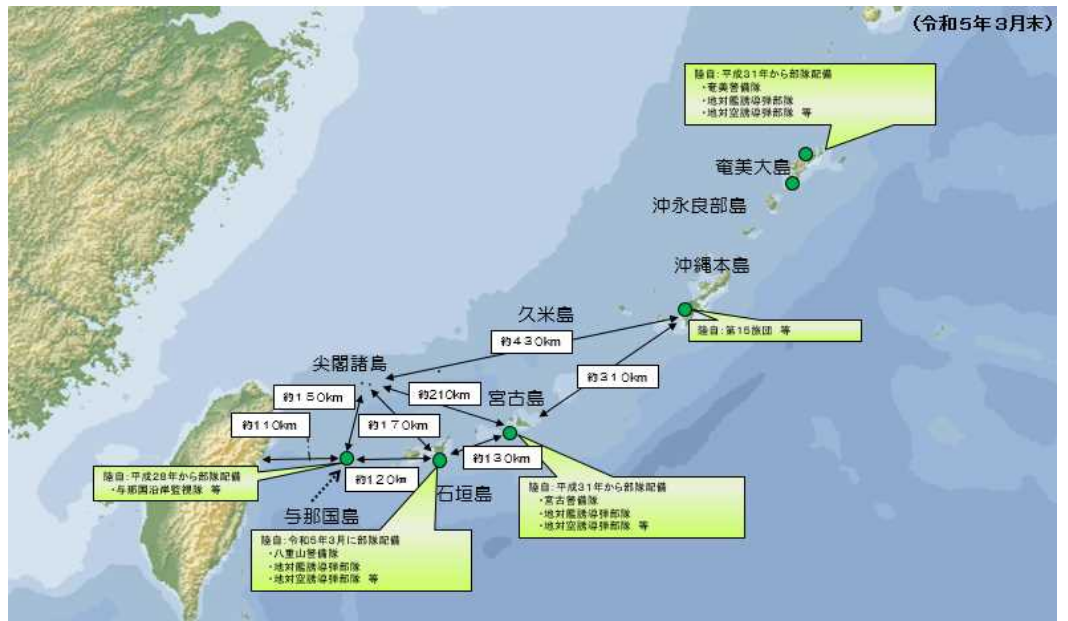 (令和5年3月末)
陸自:平成31年から部隊配備
・奄美警備隊
・地対艦誘導弾部隊
・地対空誘導弾部隊 等
奄美大島
沖永良部島
沖縄本島
陸自:第15旅団 等
久米島
約430km
約310km
尖閣諸島
約150km
約210km
宮古島
約110km
約170km
約130km
陸自:平成28年から部隊配備
・与那国沿岸監視隊 等
約120km
石垣島
与那国島
陸自:平成31年から部隊配備
・宮古警備隊
・地対艦誘導弾部隊
・地対空誘導弾部隊 等
陸自:令和5年3月に部隊配備
・八重山警備隊
・地対艦誘導弾部隊
・地対空誘導弾部隊 等